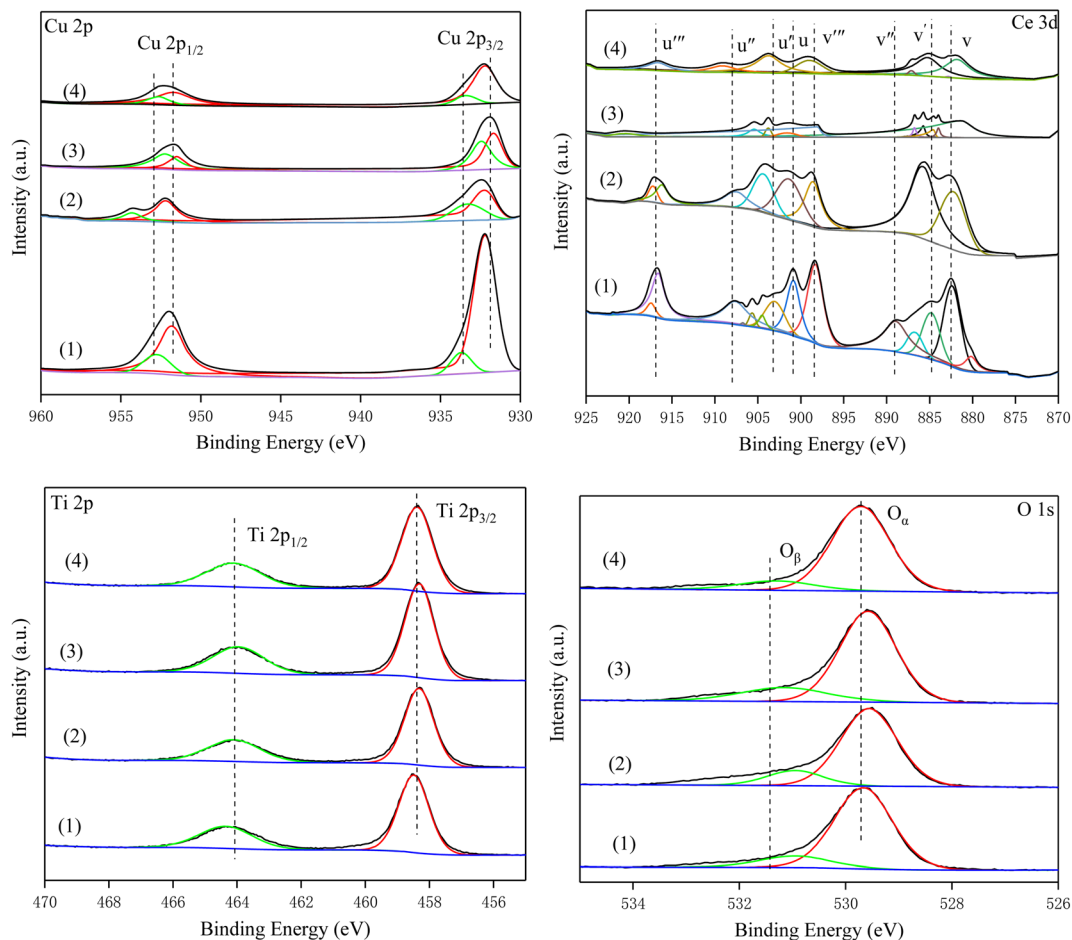 Cu 2p
Cu 2p1/2
Cu 2p3/2
(4)
(3)
(2)
(1)
Intensity (a.u.)
960 955 950 945 940 935 930
Binding Energy (eV)
Ce 3d
u‴ u″ u′ u v‴ v″ v′ v
(4)
(3)
(2)
(1)
Intensity (a.u.)
925 920 915 910 905 900 895 890 885 880 875 870
Binding Energy (eV)
Ti 2p
Ti 2p3/2
Ti 2p1/2
(4)
(3)
(2)
(1)
Intensity (a.u.)
470 468 466 464 462 460 458 456
Binding Energy (eV)
O 1s
Oα
Oβ
(4)
(3)
(2)
(1)
Intensity (a.u.)
534 532 530 528 526
Binding Energy (eV)